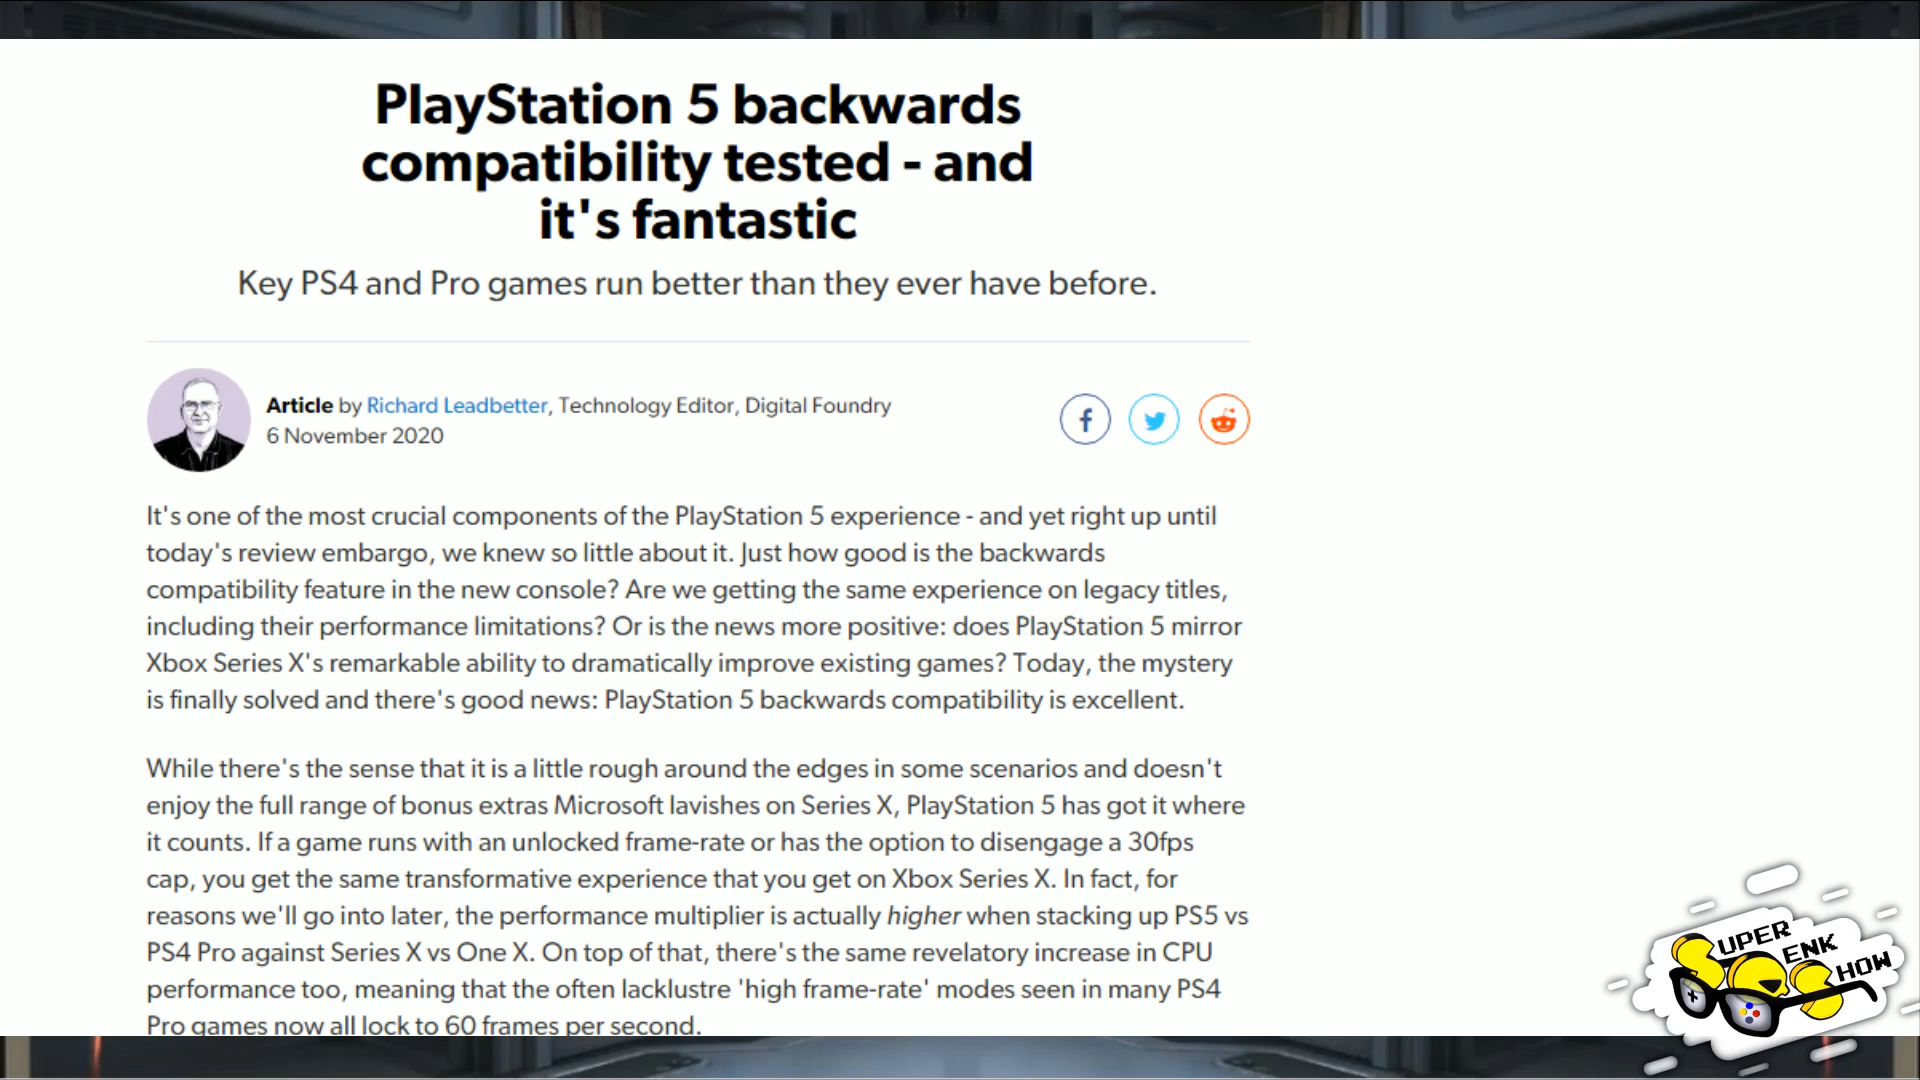 PlayStation 5 backwards
compatibility tested - and
it's fantastic
Key PS4 and Pro games run better than they ever have before.
Article by Richard Leadbetter, Technology Editor, Digital Foundry
6 November 2020
It's one of the most crucial components of the PlayStation 5 experience - and yet right up until
today's review embargo, we knew so little about it. Just how good is the backwards
compatibility feature in the new console? Are we getting the same experience on legacy titles,
including their performance limitations? Or is the news more positive: does PlayStation 5 mirror
Xbox Series X's remarkable ability to dramatically improve existing games? Today, the mystery
is finally solved and there's good news: PlayStation 5 backwards compatibility is excellent.
While there's the sense that it is a little rough around the edges in some scenarios and doesn't
enjoy the full range of bonus extras Microsoft lavishes on Series X, PlayStation 5 has got it where
it counts. If a game runs with an unlocked frame-rate or has the option to disengage a 30fps
cap, you get the same transformative experience that you get on Xbox Series X. In fact, for
reasons we'll go into later, the performance multiplier is actually higher when stacking up PS5 vs
PS4 Pro against Series X vs One X. On top of that, there's the same revelatory increase in CPU
performance too, meaning that the often lacklustre 'high frame-rate' modes seen in many PS4
Pro games now all lock to 60 frames per second.
SUPER
ENK
SHOW